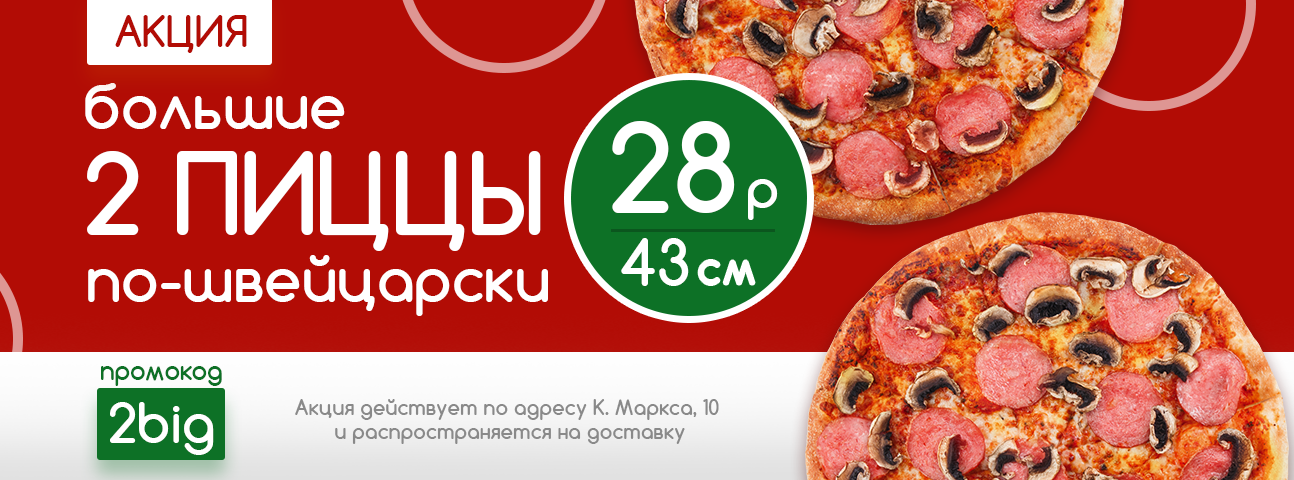 АКЦИЯ
большие
2 ПИЦЦЫ
по-швейцарски
28 р
43 см
промокод
2big
Акция действует по адресу К. Маркса, 10
и распространяется на доставку